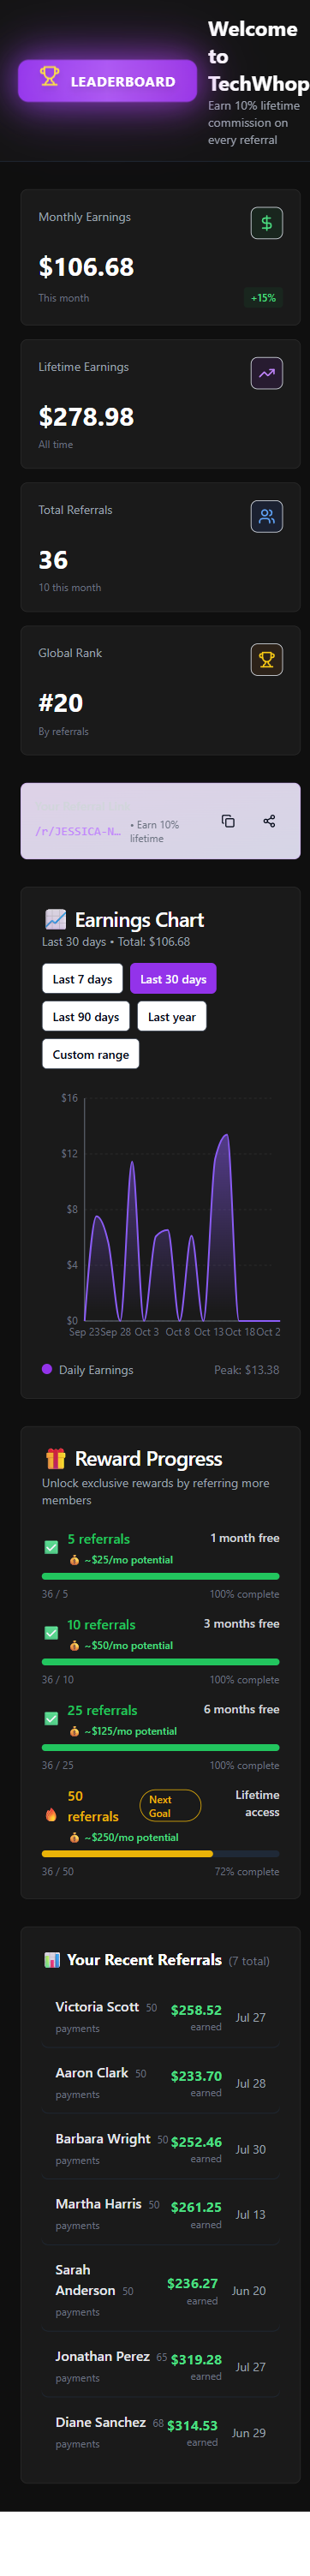 LEADERBOARD
Welcome
to
TechWhop
Earn 10% lifetime
commission on
every referral
Monthly Earnings
$106.68
This month
+15%
Lifetime Earnings
$278.98
All time
Total Referrals
36
10 this month
Global Rank
#20
By referrals
/r/JESSICA-N…
• Earn 10%
lifetime
Earnings Chart
Last 30 days • Total: $106.68
Last 7 days
Last 30 days
Last 90 days
Last year
Custom range
$16
$12
$8
$4
$0
Sep 23 Sep 28 Oct 3 Oct 8 Oct 13 Oct 18 Oct 2
Daily Earnings
Peak: $13.38
Reward Progress
Unlock exclusive rewards by referring more
members
5 referrals
1 month free
~$25/mo potential
36 / 5
100% complete
10 referrals
3 months free
~$50/mo potential
36 / 10
100% complete
25 referrals
6 months free
~$125/mo potential
36 / 25
100% complete
50
referrals
Next
Goal
Lifetime
access
~$250/mo potential
36 / 50
72% complete
Your Recent Referrals (7 total)
Victoria Scott 50
payments
$258.52
earned
Jul 27
Aaron Clark 50
payments
$233.70
earned
Jul 28
Barbara Wright 50
payments
$252.46
earned
Jul 30
Martha Harris 50
payments
$261.25
earned
Jul 13
Sarah
Anderson 50
payments
$236.27
earned
Jun 20
Jonathan Perez 65
payments
$319.28
earned
Jul 27
Diane Sanchez 68
payments
$314.53
earned
Jun 29